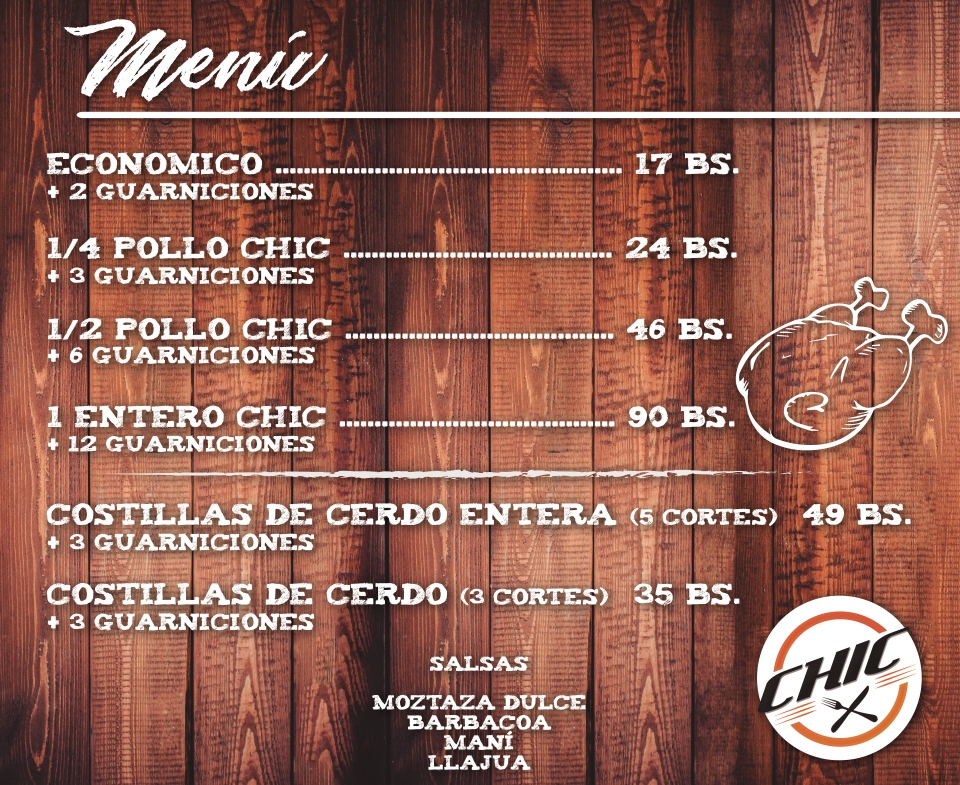 Menú
ECONOMICO ........ 17 BS.
+ 2 GUARNICIONES
1/4 POLLO CHIC ........ 24 BS.
+ 3 GUARNICIONES
1/2 POLLO CHIC ........ 46 BS.
+ 6 GUARNICIONES
1 ENTERO CHIC ........ 90 BS.
+ 12 GUARNICIONES
COSTILLAS DE CERDO ENTERA (5 CORTES) 49 BS.
+ 3 GUARNICIONES
COSTILLAS DE CERDO (3 CORTES) 35 BS.
+ 3 GUARNICIONES
SALSAS
MOZTAZA DULCE
BARBACOA
MANÍ
LLAJUA
CHIC